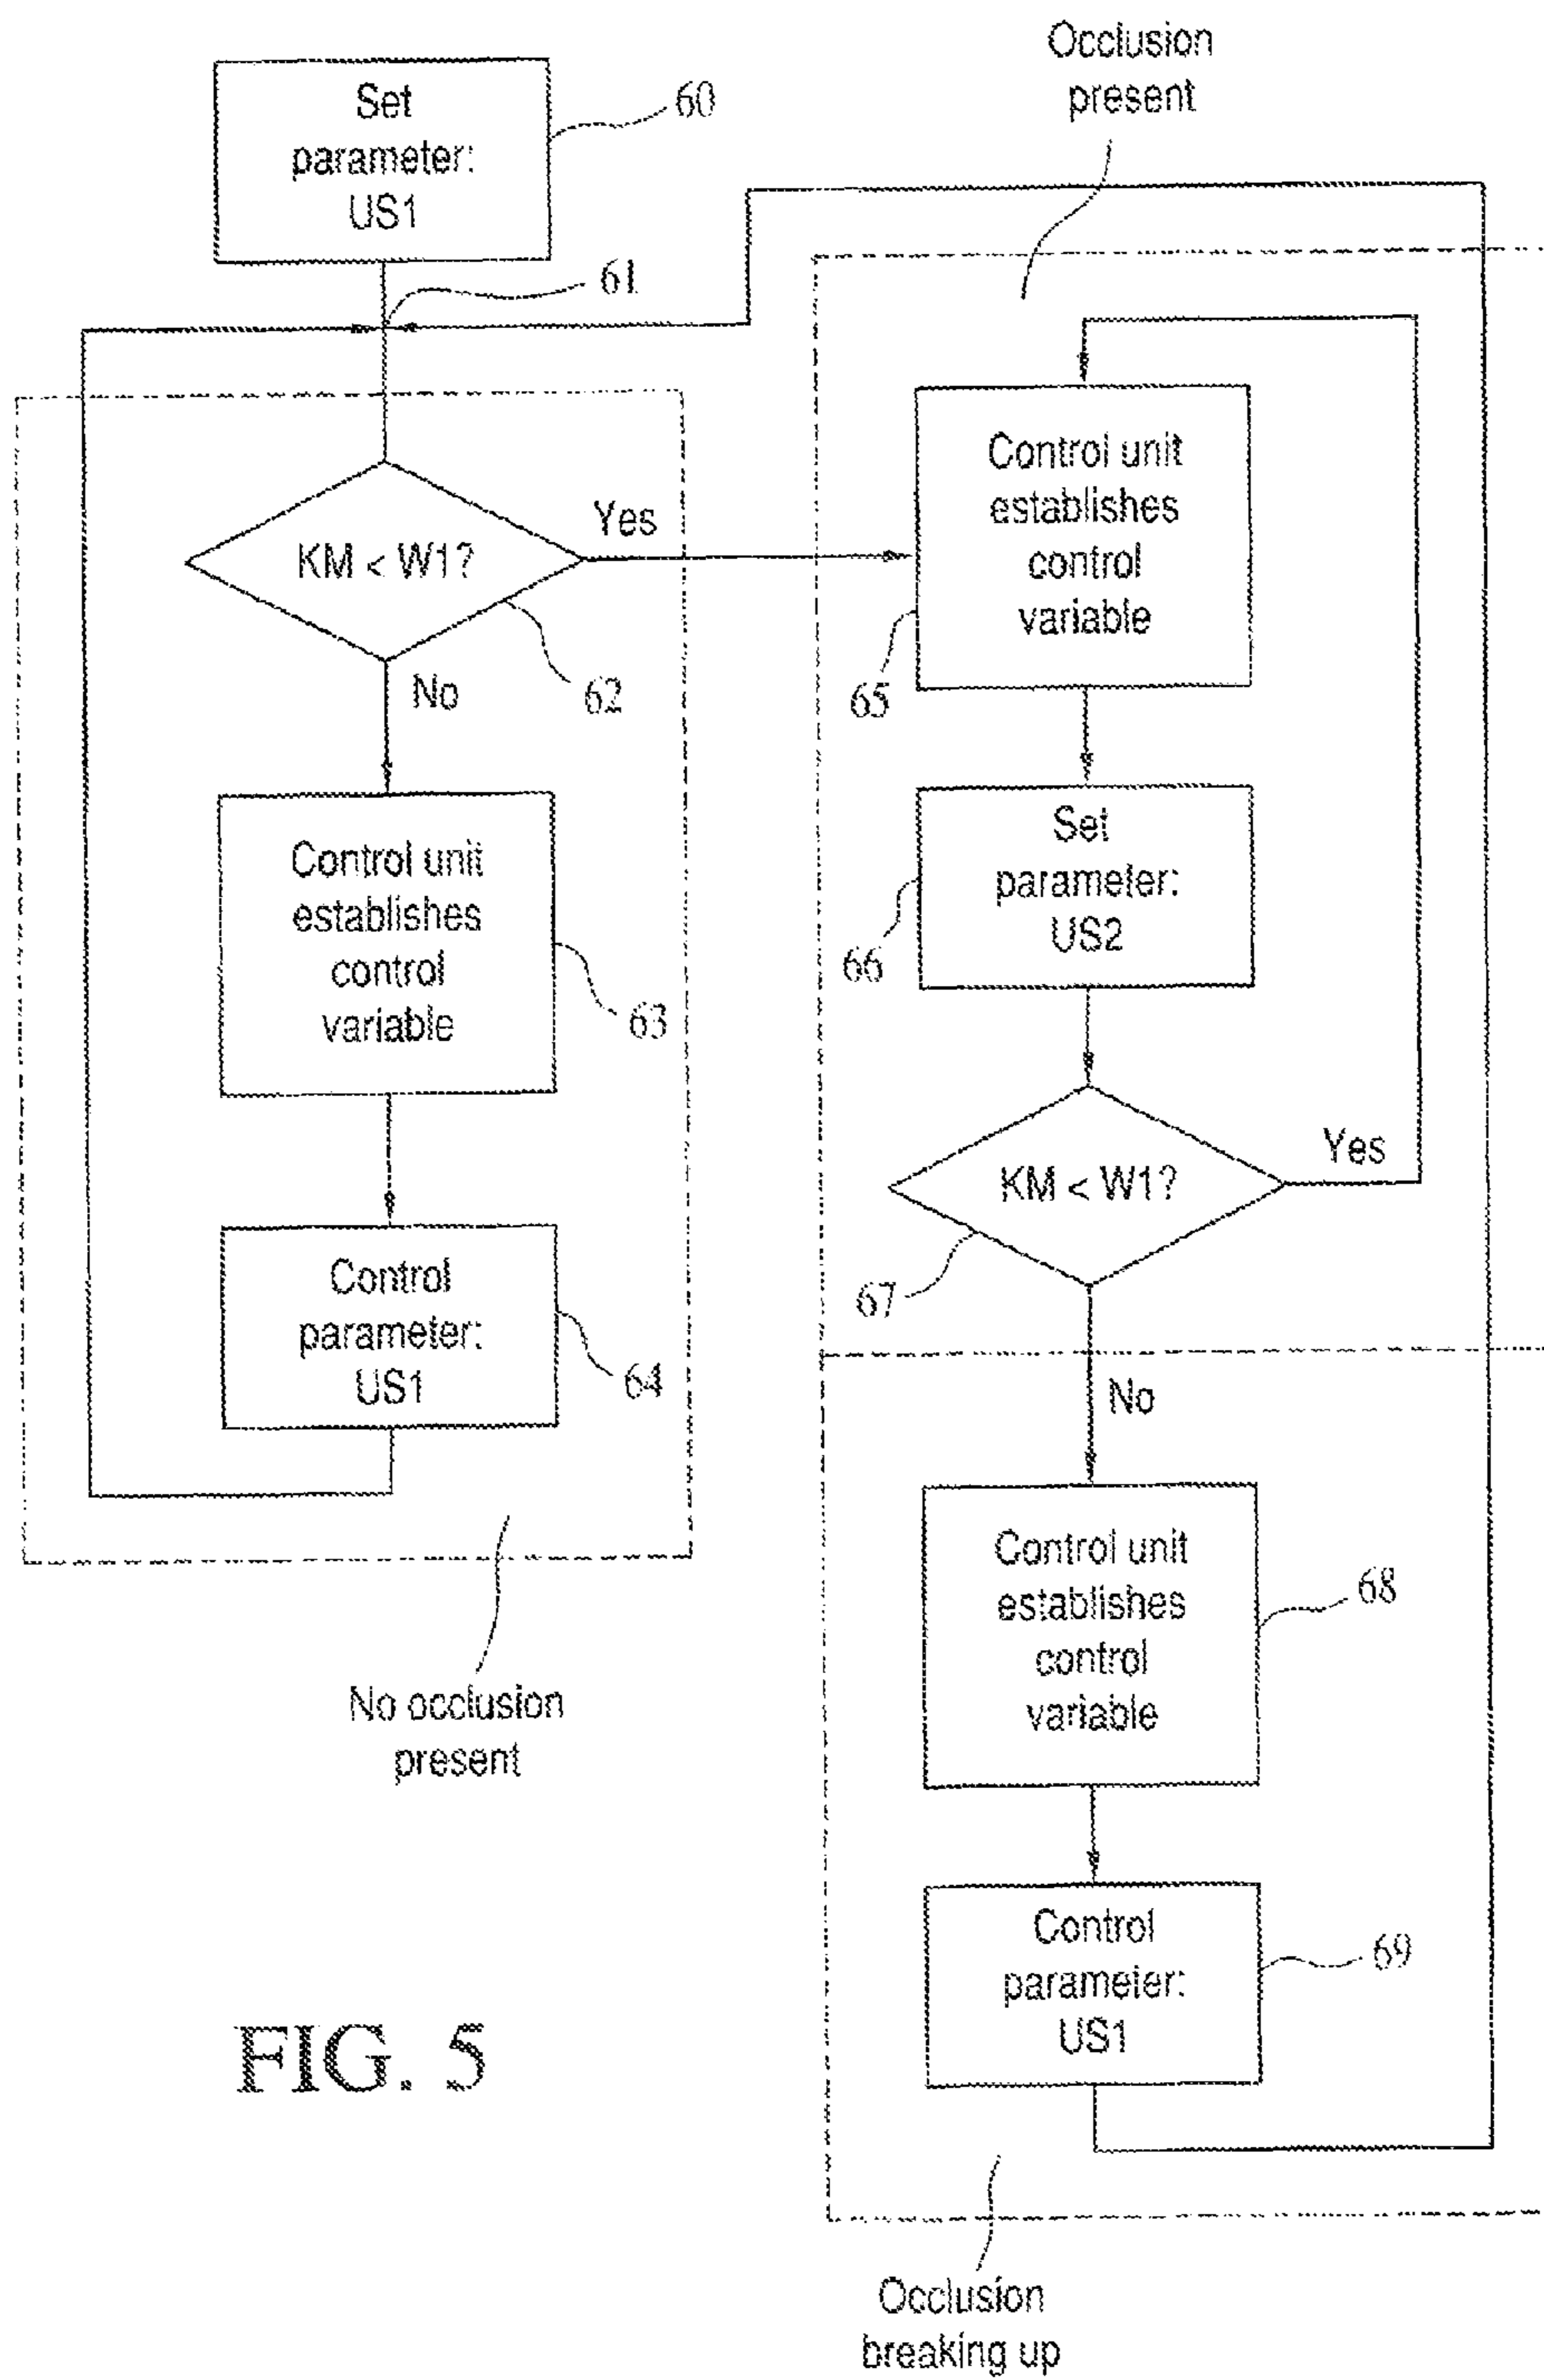 Set
parameter:
US1
60
61
KM < W1?
Yes
62
No
Control unit
establishes
control
variable
63
Control
parameter:
US1
64
No occlusion
present
Occlusion
present
Control unit
establishes
control
variable
65
Set
parameter:
US2
66
KM < W1?
Yes
67
No
Control unit
establishes
control
variable
68
Control
parameter:
US1
69
Occlusion
breaking up
FIG. 5